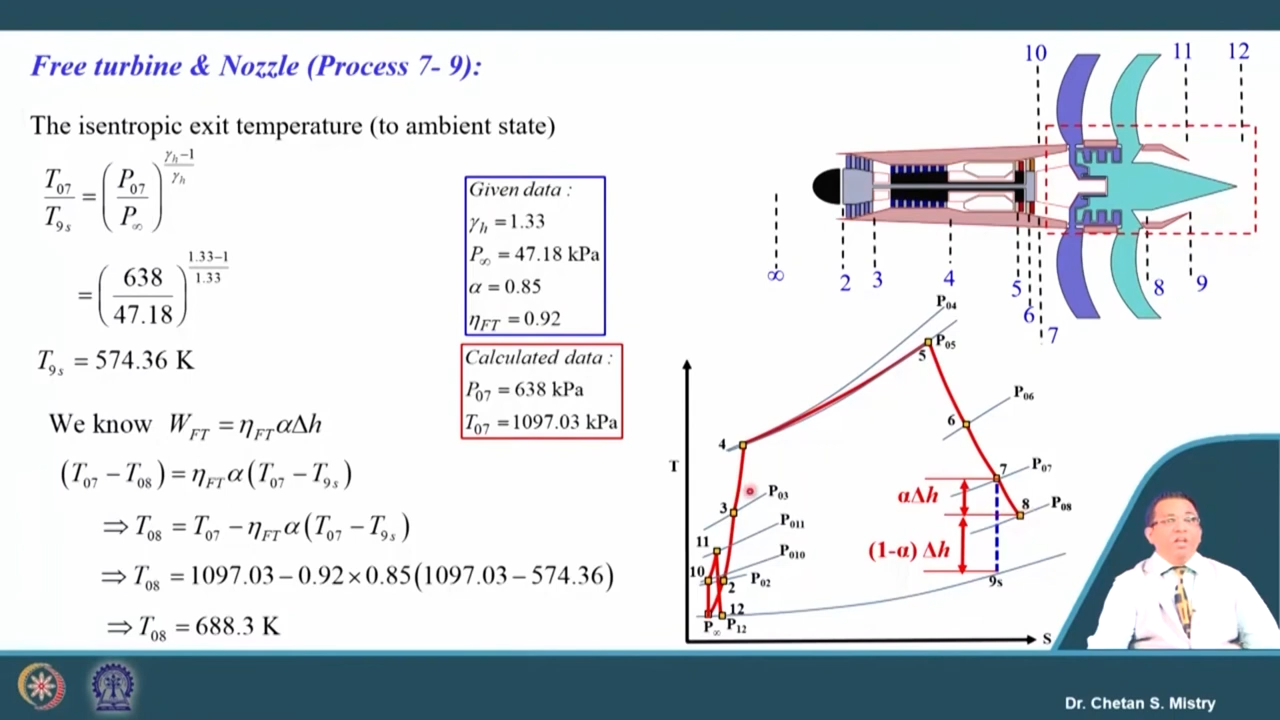 Free turbine & Nozzle (Process 7- 9):
The isentropic exit temperature (to ambient state)
T₀₇ / T₉ₛ = (P₀₇ / P∞)^((γₕ−1)/γₕ)
= (638 / 47.18)^((1.33−1)/1.33)
T₉ₛ = 574.36 K
We know W_FT = η_FT αΔh
(T₀₇ − T₀₈) = η_FT α(T₀₇ − T₉ₛ)
⇒ T₀₈ = T₀₇ − η_FT α(T₀₇ − T₉ₛ)
⇒ T₀₈ = 1097.03 − 0.92×0.85(1097.03 − 574.36)
⇒ T₀₈ = 688.3 K
Given data :
γₕ = 1.33
P∞ = 47.18 kPa
α = 0.85
η_FT = 0.92
Calculated data :
P₀₇ = 638 kPa
T₀₇ = 1097.03 kPa
10 11 12
∞ 2 3 4 5 6 7 8 9
T
P₀₄
5 P₀₅
6 P₀₆
7 P₀₇
8 P₀₈
4
3 P₀₃
11 P₀₁₁
10 P₀₁₀
2 P₀₂
12
P∞ P₁₂
αΔh
(1-α) Δh
9s
S
Dr. Chetan S. Mistry